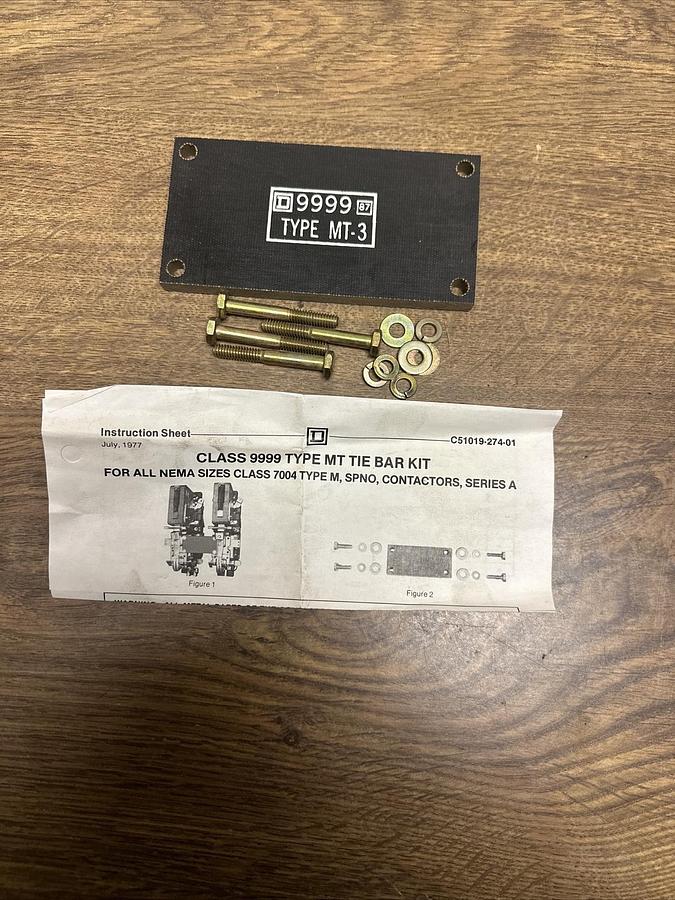 D 9999 87
TYPE MT-3
Instruction Sheet
D
C51019-274-01
July, 1977
CLASS 9999 TYPE MT TIE BAR KIT
FOR ALL NEMA SIZES CLASS 7004 TYPE M, SPNO, CONTACTORS, SERIES A
Figure 1
Figure 2